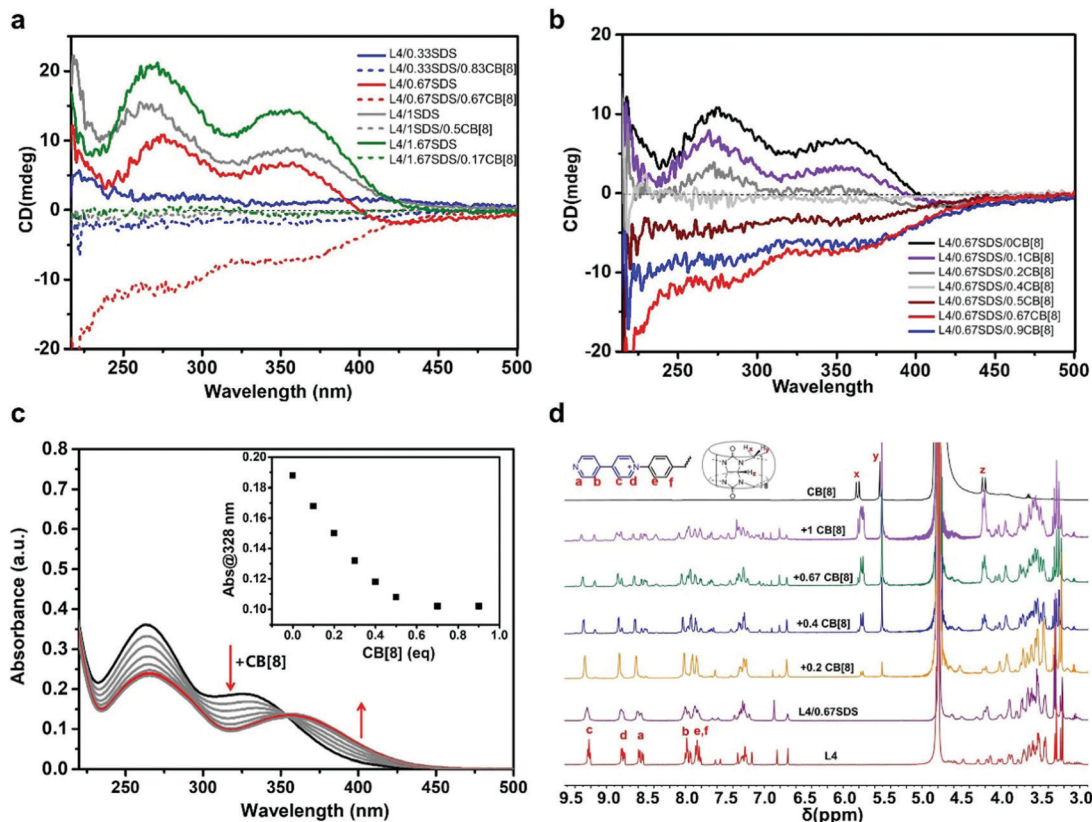 a
CD(mdeg)
20
10
0
-10
-20
250
300
350
400
450
500
Wavelength (nm)
L4/0.33SDS
L4/0.33SDS/0.83CB[8]
L4/0.67SDS
L4/0.67SDS/0.67CB[8]
L4/1SDS
L4/1SDS/0.5CB[8]
L4/1.67SDS
L4/1.67SDS/0.17CB[8]
b
CD(mdeg)
20
10
0
-10
-20
250
300
350
400
450
500
Wavelength
L4/0.67SDS/0CB[8]
L4/0.67SDS/0.1CB[8]
L4/0.67SDS/0.2CB[8]
L4/0.67SDS/0.4CB[8]
L4/0.67SDS/0.5CB[8]
L4/0.67SDS/0.67CB[8]
L4/0.67SDS/0.9CB[8]
c
Absorbance (a.u.)
0.8
0.7
0.6
0.5
0.4
0.3
0.2
0.1
0.0
250
300
350
400
450
500
Wavelength (nm)
+CB[8]
Abs@328 nm
0.20
0.18
0.16
0.14
0.12
0.10
0.0
0.2
0.4
0.6
0.8
1.0
CB[8] (eq)
d
N
N
+
a
b
c
d
e
f
Hx
Hy
O
N
N
Hz
N
N
O
8
x
y
z
CB[8]
+1 CB[8]
+0.67 CB[8]
+0.4 CB[8]
+0.2 CB[8]
L4/0.67SDS
c
d
a
b
e,f
L4
9.5 9.0 8.5 8.0 7.5 7.0 6.5 6.0 5.5 5.0 4.5 4.0 3.5 3.0
δ(ppm)